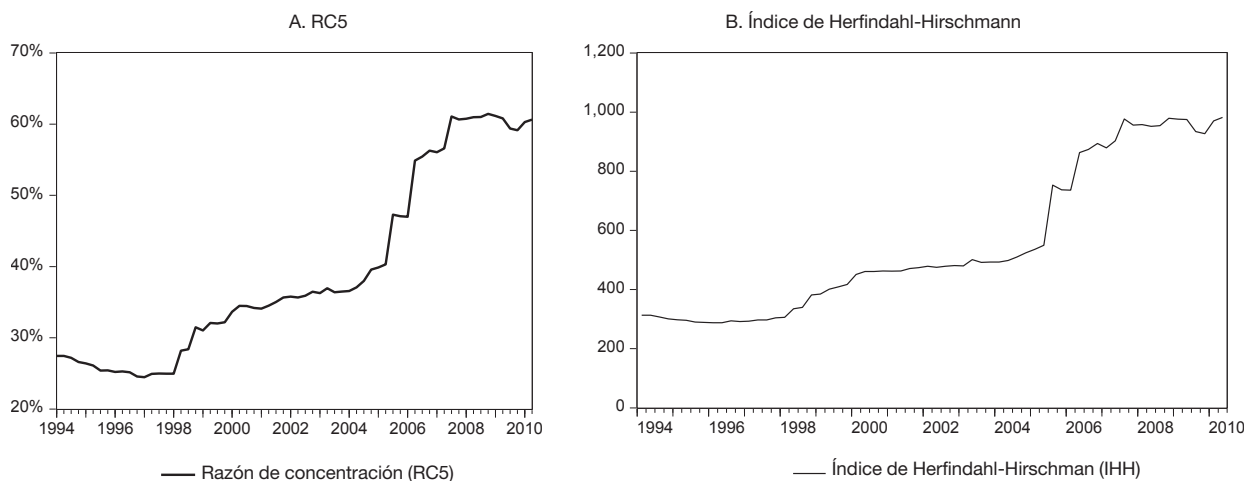 A. RC5
70%
60%
50%
40%
30%
20%
1994 1996 1998 2000 2002 2004 2006 2008 2010
Razón de concentración (RC5)
B. Índice de Herfindahl-Hirschmann
1,200
1,000
800
600
400
200
0
1994 1996 1998 2000 2002 2004 2006 2008 2010
Índice de Herfindahl-Hirschman (IHH)